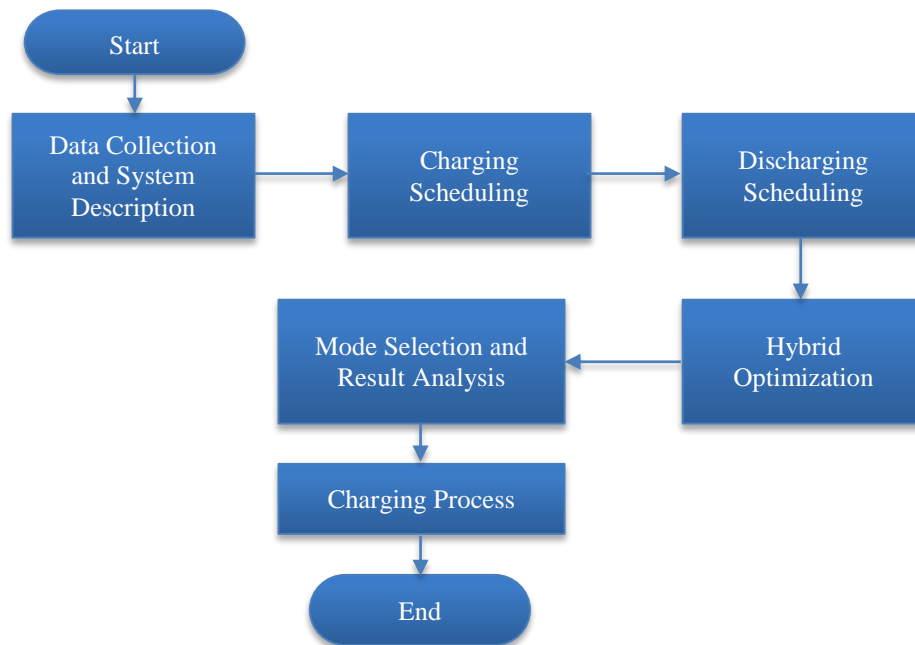 Start
Data Collection
and System
Description
Charging
Scheduling
Discharging
Scheduling
Hybrid
Optimization
Mode Selection and
Result Analysis
Charging Process
End